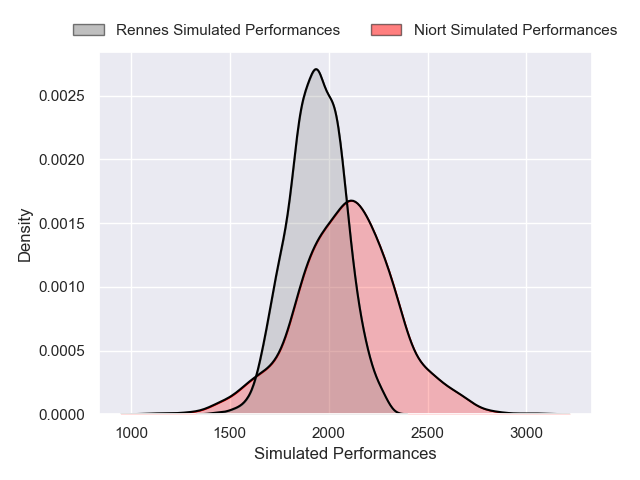 Rennes Simulated Performances Niort Simulated Performances
0.0025
0.0020
0.0015
0.0010
0.0005
0.0000
1000 1500 2000 2500 3000
Density
Simulated Performances